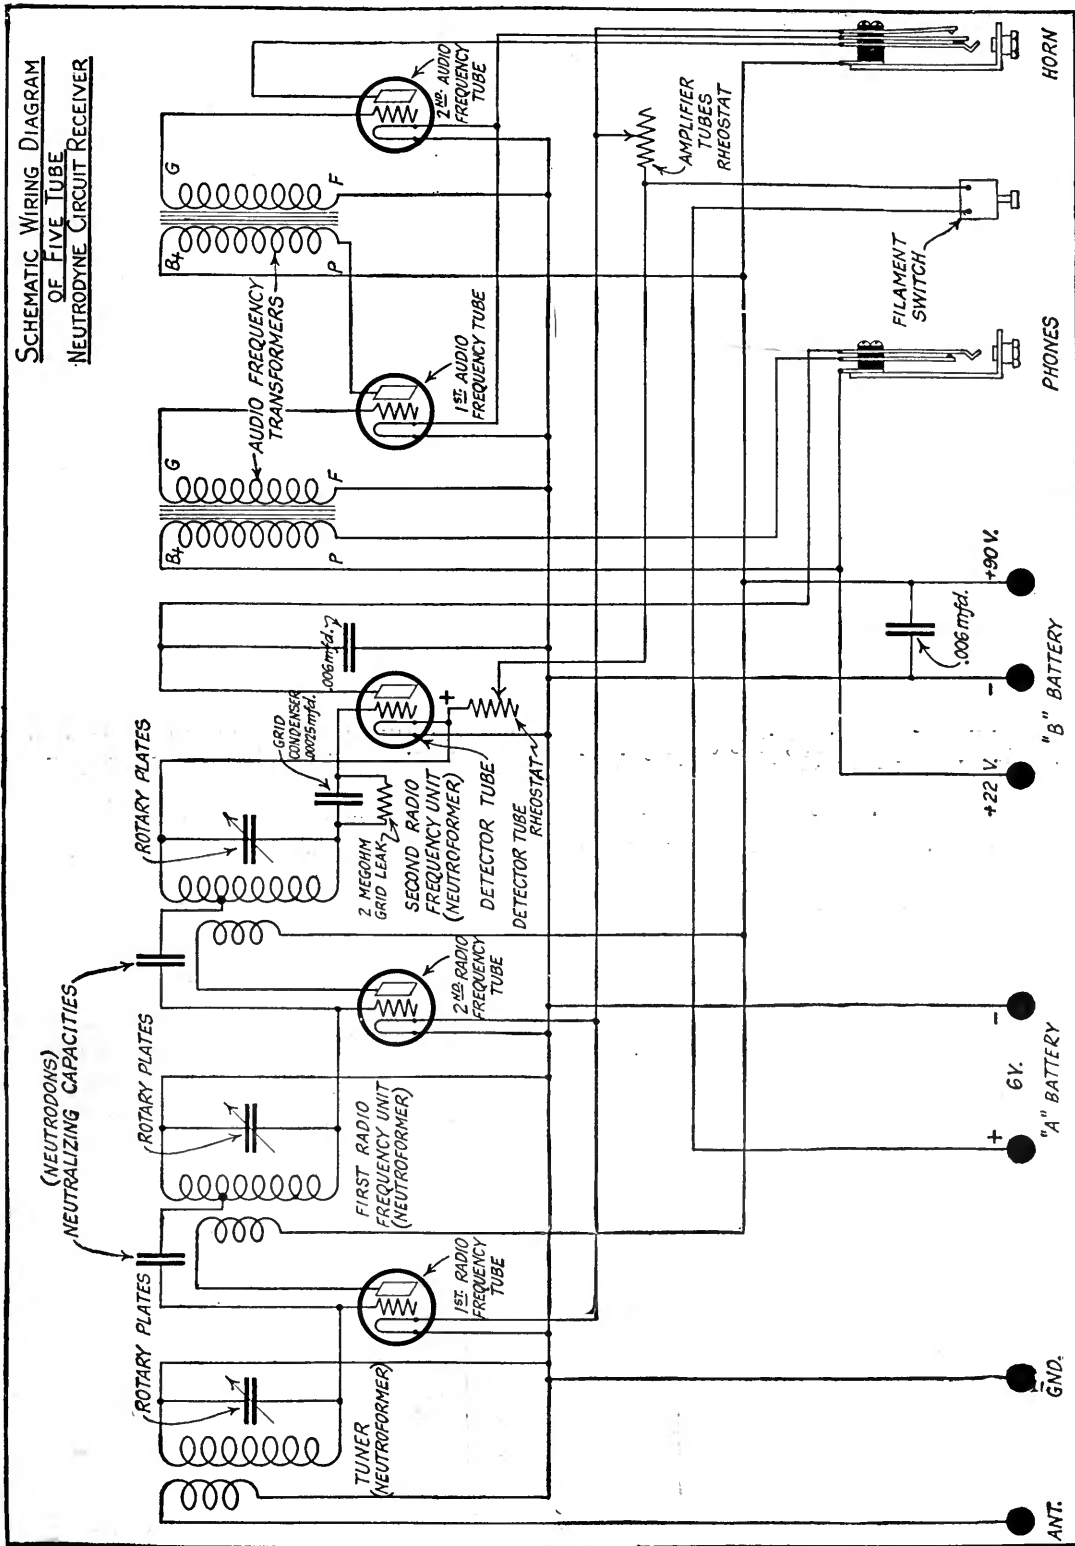 SCHEMATIC WIRING DIAGRAM
OF FIVE TUBE
NEUTRODYNE CIRCUIT RECEIVER
(NEUTRODONS)
NEUTRALIZING CAPACITIES
ROTARY PLATES
ROTARY PLATES
ROTARY PLATES
TUNER
(NEUTROFORMER)
1ST. RADIO
FREQUENCY
TUBE
FIRST RADIO
FREQUENCY UNIT
(NEUTROFORMER)
2ND. RADIO
FREQUENCY
TUBE
2 MEGOHM
GRID LEAK
GRID
CONDENSER
.00025 mfd.
SECOND RADIO
FREQUENCY UNIT
(NEUTROFORMER)
DETECTOR TUBE
DETECTOR TUBE
RHEOSTAT
+
.006 mfd.
B+
G
P
F
AUDIO FREQUENCY
TRANSFORMERS
1ST. AUDIO
FREQUENCY TUBE
B+
G
P
F
2ND. AUDIO
FREQUENCY
TUBE
AMPLIFIER
TUBES
RHEOSTAT
FILAMENT
SWITCH
.006 mfd.
ANT.
GND.
+
6V.
-
"A" BATTERY
+22 V.
-
+90V.
"B" BATTERY
PHONES
HORN